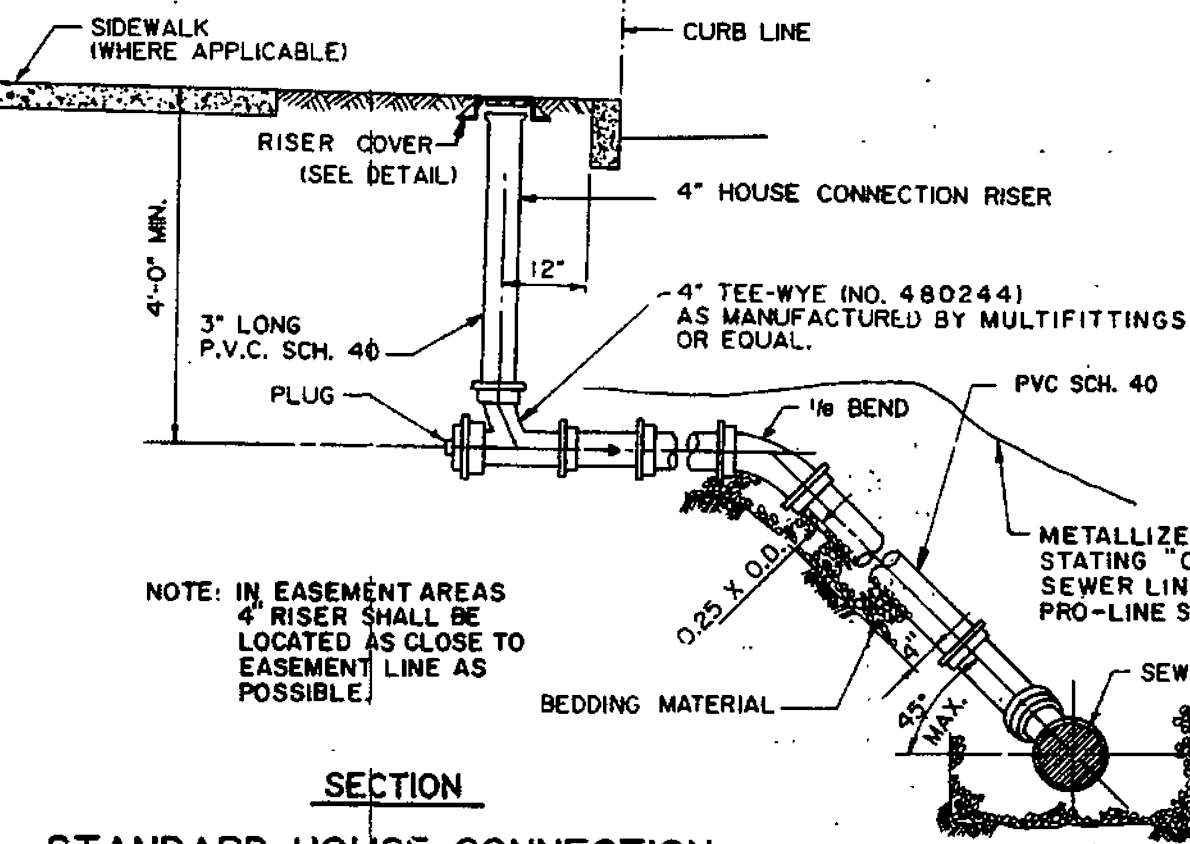 SIDEWALK
(WHERE APPLICABLE)
CURB LINE
RISER COVER
(SEE DETAIL)
4" HOUSE CONNECTION RISER
4'-0" MIN.
12"
4" TEE-WYE (NO. 480244)
AS MANUFACTURED BY MULTIFITTINGS
OR EQUAL.
3" LONG
P.V.C. SCH. 40
PLUG
PVC SCH. 40
1/8 BEND
METALLIZE
STATING "C
SEWER LIN
PRO-LINE S
0.25 X O.D.
NOTE: IN EASEMENT AREAS
4" RISER SHALL BE
LOCATED AS CLOSE TO
EASEMENT LINE AS
POSSIBLE.
4"
SEW
BEDDING MATERIAL
45°
MAX.
SECTION
STANDARD HOUSE CONNECTION